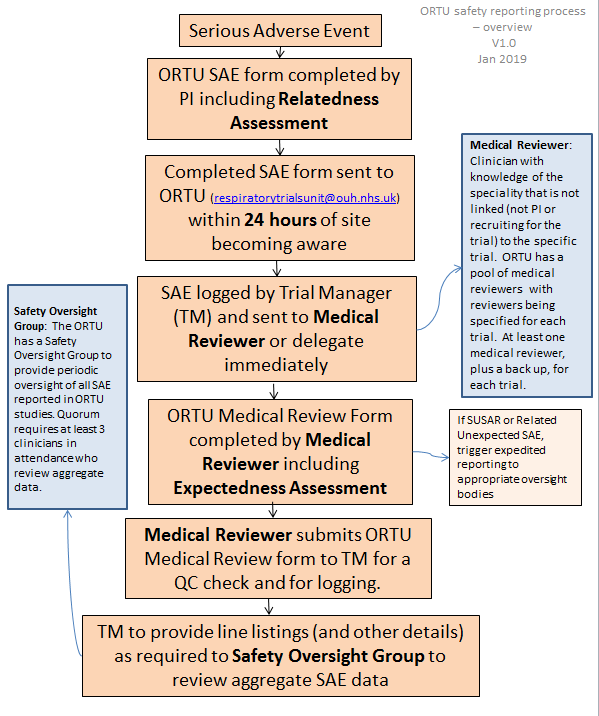 ORTU safety reporting process
– overview
V1.0
Jan 2019
Serious Adverse Event
ORTU SAE form completed by
PI including Relatedness
Assessment
Completed SAE form sent to
ORTU (respiratorytrialsunit@ouh.nhs.uk)
within 24 hours of site
becoming aware
Medical Reviewer:
Clinician with
knowledge of the
speciality that is not
linked (not PI or
recruiting for the
trial) to the specific
trial. ORTU has a
pool of medical
reviewers with
reviewers being
specified for each
trial. At least one
medical reviewer,
plus a back up, for
each trial.
SAE logged by Trial Manager
(TM) and sent to Medical
Reviewer or delegate
immediately
Safety Oversight
Group: The ORTU
has a Safety
Oversight Group to
provide periodic
oversight of all SAE
reported in ORTU
studies. Quorum
requires at least 3
clinicians in
attendance who
review aggregate
data.
ORTU Medical Review Form
completed by Medical
Reviewer including
Expectedness Assessment
If SUSAR or Related
Unexpected SAE,
trigger expedited
reporting to
appropriate oversight
bodies
Medical Reviewer submits ORTU
Medical Review form to TM for a
QC check and for logging.
TM to provide line listings (and other details)
as required to Safety Oversight Group to
review aggregate SAE data